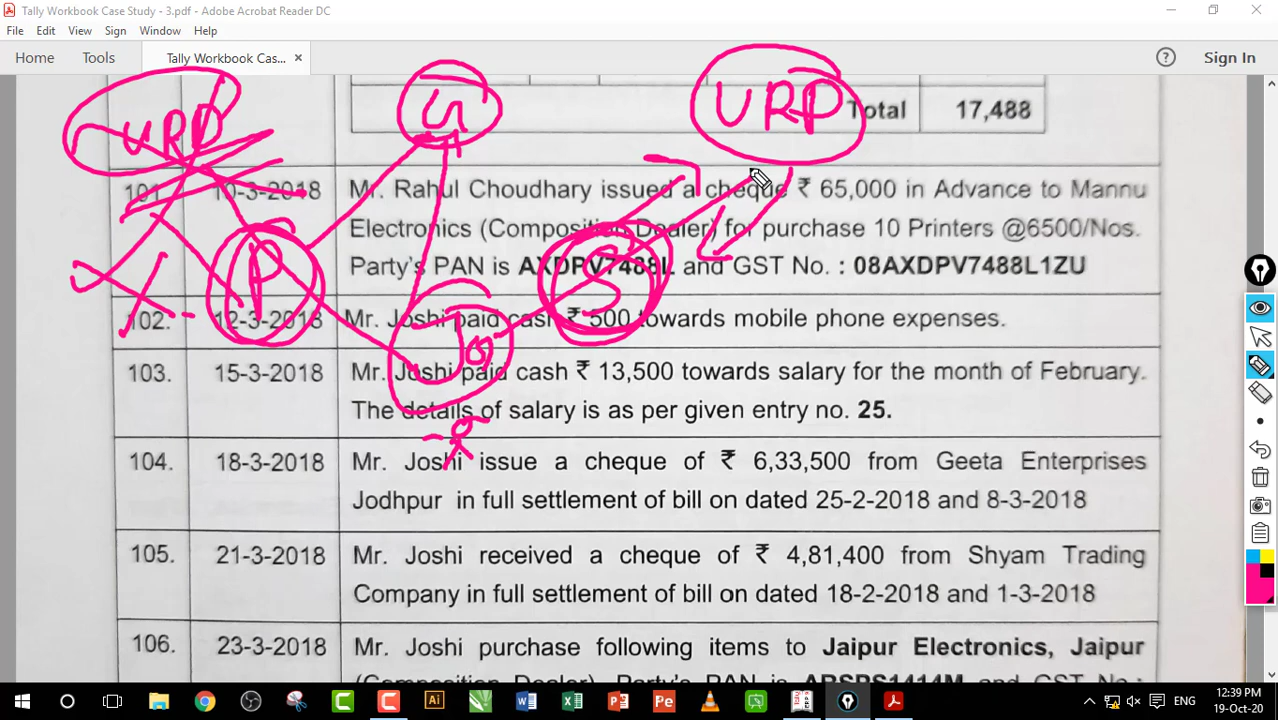 Tally Workbook Case Study - 3.pdf - Adobe Acrobat Reader DC
File Edit View Sign Window Help
Home Tools Tally Workbook Cas... × Sign In
URP G URP
Total 17,488
101. 10-3-2018 Mr. Rahul Choudhary issued a cheque ₹ 65,000 in Advance to Mannu
Electronics (Composition Dealer) for purchase 10 Printers @6500/Nos.
Party's PAN is AXDPV7488L and GST No. : 08AXDPV7488L1ZU
P S
102. 12-3-2018 Mr. Joshi paid cash ₹ 500 towards mobile phone expenses.
Jo
103. 15-3-2018 Mr. Joshi paid cash ₹ 13,500 towards salary for the month of February.
The details of salary is as per given entry no. 25.
104. 18-3-2018 Mr. Joshi issue a cheque of ₹ 6,33,500 from Geeta Enterprises
Jodhpur in full settlement of bill on dated 25-2-2018 and 8-3-2018
105. 21-3-2018 Mr. Joshi received a cheque of ₹ 4,81,400 from Shyam Trading
Company in full settlement of bill on dated 18-2-2018 and 1-3-2018
106. 23-3-2018 Mr. Joshi purchase following items to Jaipur Electronics, Jaipur
ENG 12:39 PM
19-Oct-20